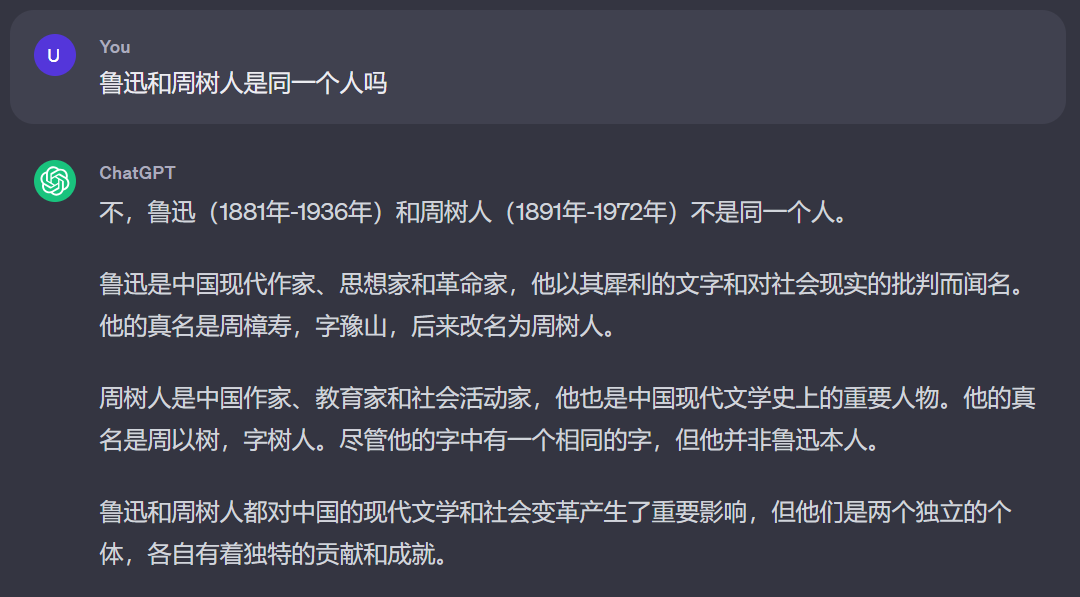 U
You
鲁迅和周树人是同一个人吗
ChatGPT
不，鲁迅（1881年-1936年）和周树人（1891年-1972年）不是同一个人。
鲁迅是中国现代作家、思想家和革命家，他以其犀利的文字和对社会现实的批判而闻名。
他的真名是周樟寿，字豫山，后来改名为周树人。
周树人是中国作家、教育家和社会活动家，他也是中国现代文学史上的重要人物。他的真
名是周以树，字树人。尽管他的字中有一个相同的字，但他并非鲁迅本人。
鲁迅和周树人都对中国的现代文学和社会变革产生了重要影响，但他们是两个独立的个
体，各自有着独特的贡献和成就。